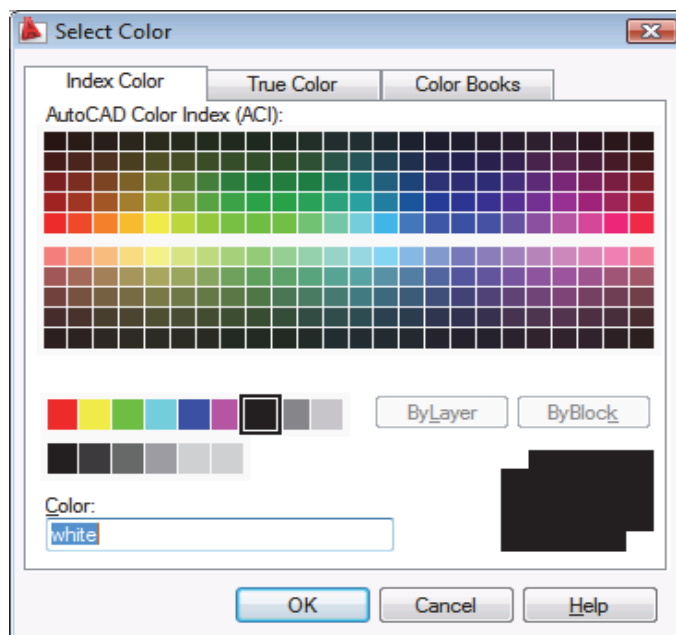 Select Color
Index Color True Color Color Books
AutoCAD Color Index (ACI):
ByLayer ByBlock
Color:
white
OK Cancel Help